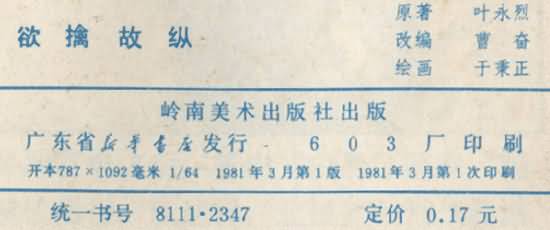 欲擒故纵
原著 叶永烈
改编 曹奋
绘画 于秉正
岭南美术出版社出版
广东省新华书店发行·603厂印刷
开本787×1092毫米 1/64 1981年3月第1版 1981年3月第1次印刷
统一书号 8111·2347 定价 0.17元